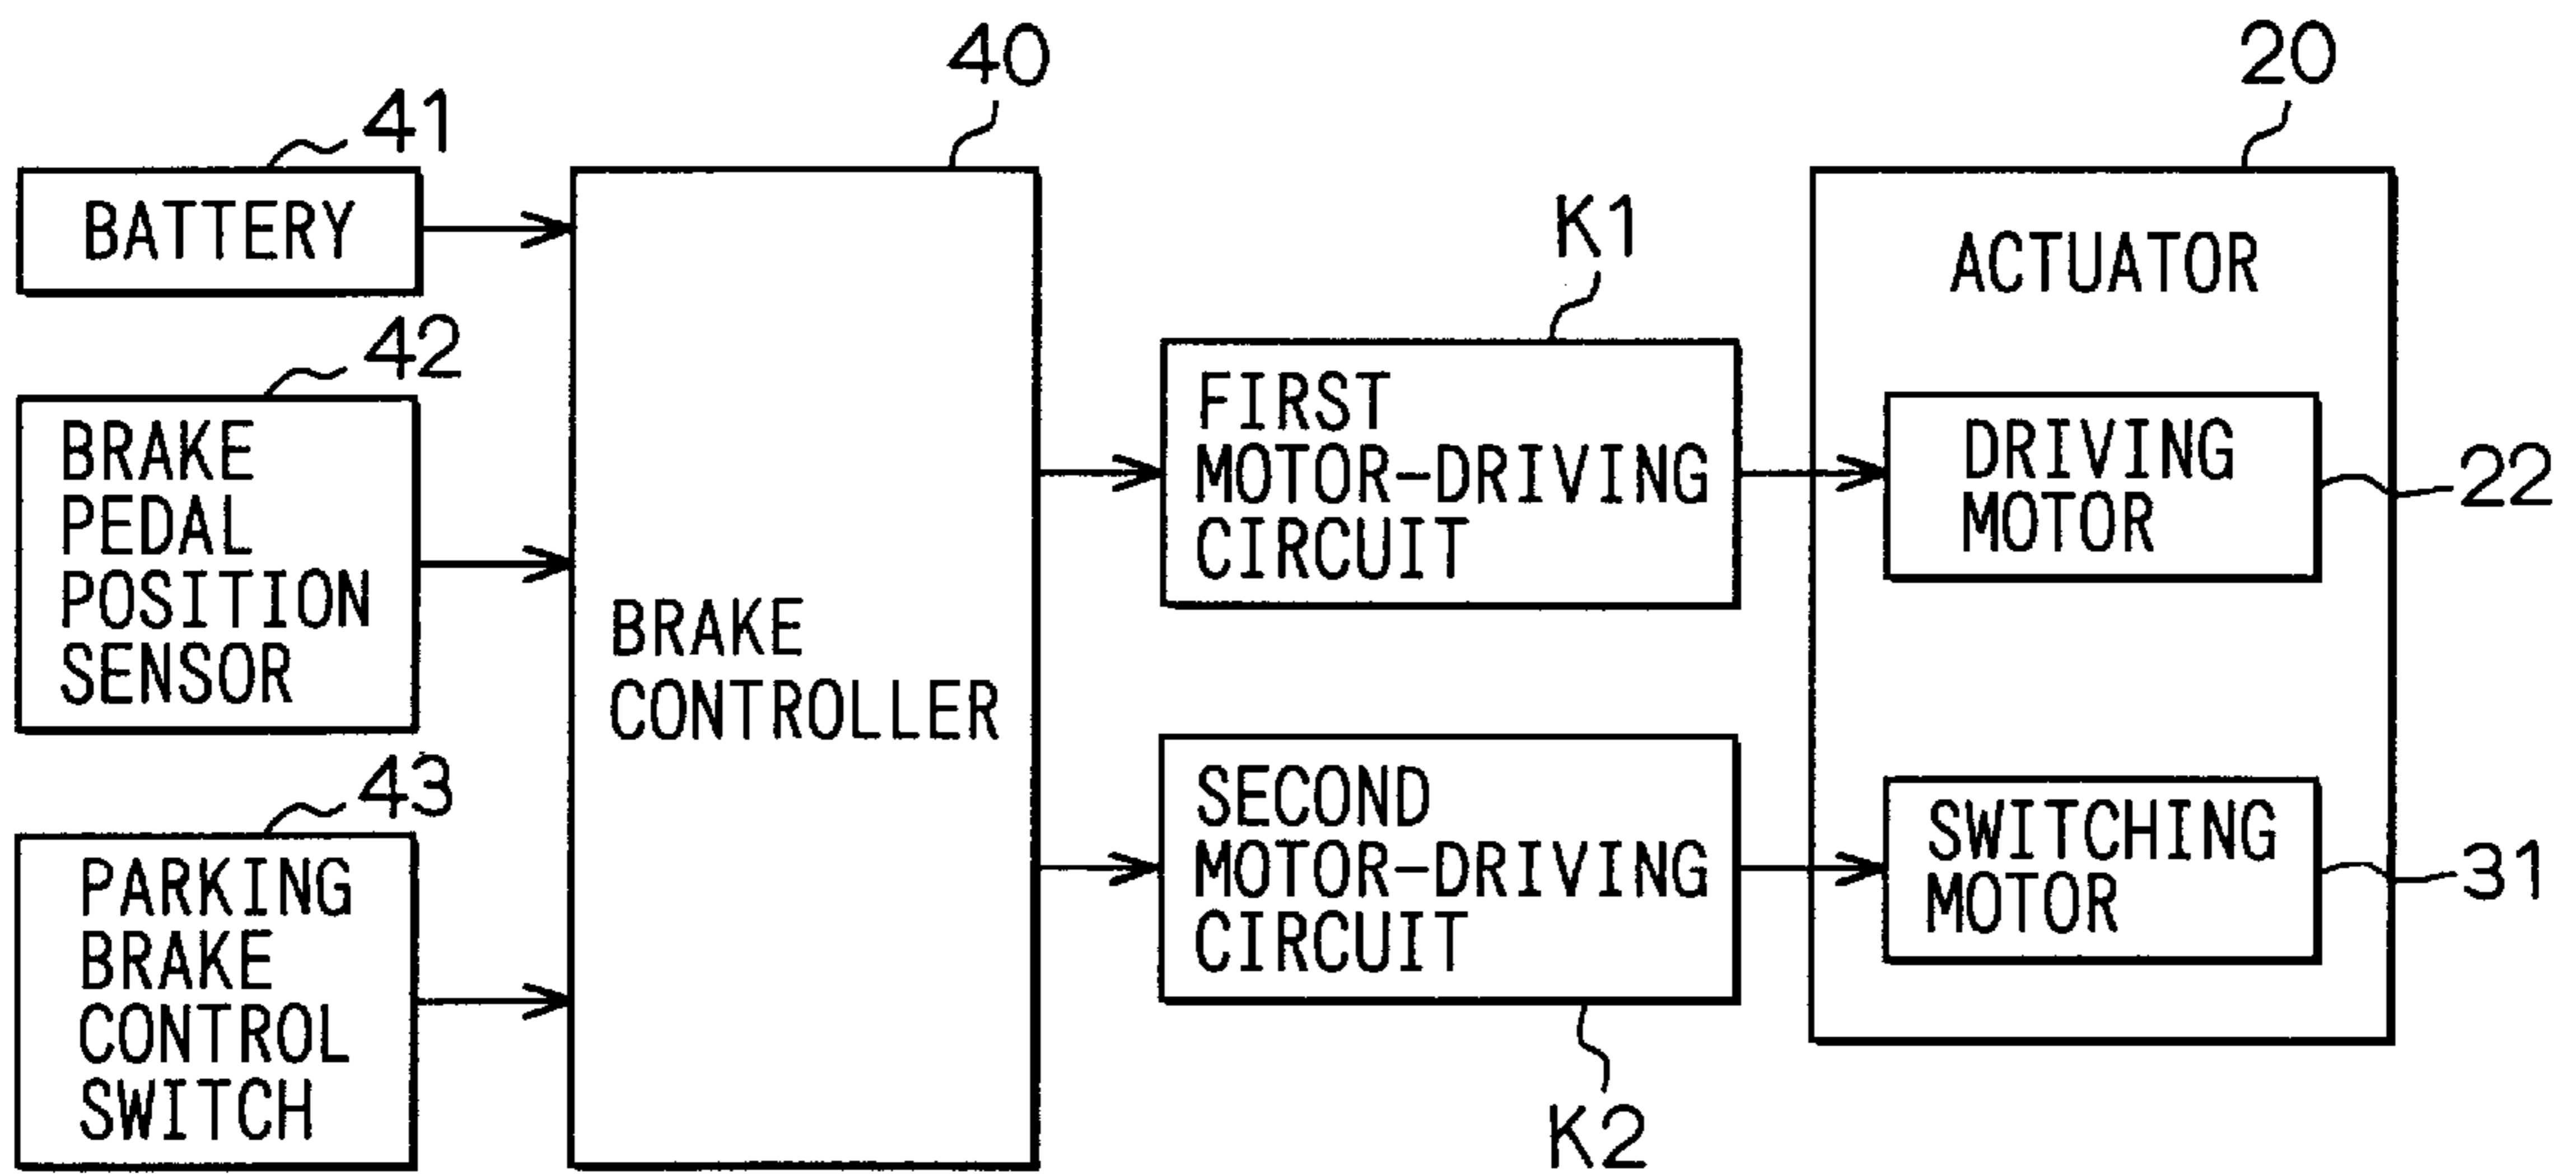 41
BATTERY
42
BRAKE
PEDAL
POSITION
SENSOR
43
PARKING
BRAKE
CONTROL
SWITCH
40
BRAKE
CONTROLLER
K1
FIRST
MOTOR-DRIVING
CIRCUIT
SECOND
MOTOR-DRIVING
CIRCUIT
K2
20
ACTUATOR
DRIVING
MOTOR
22
SWITCHING
MOTOR
31